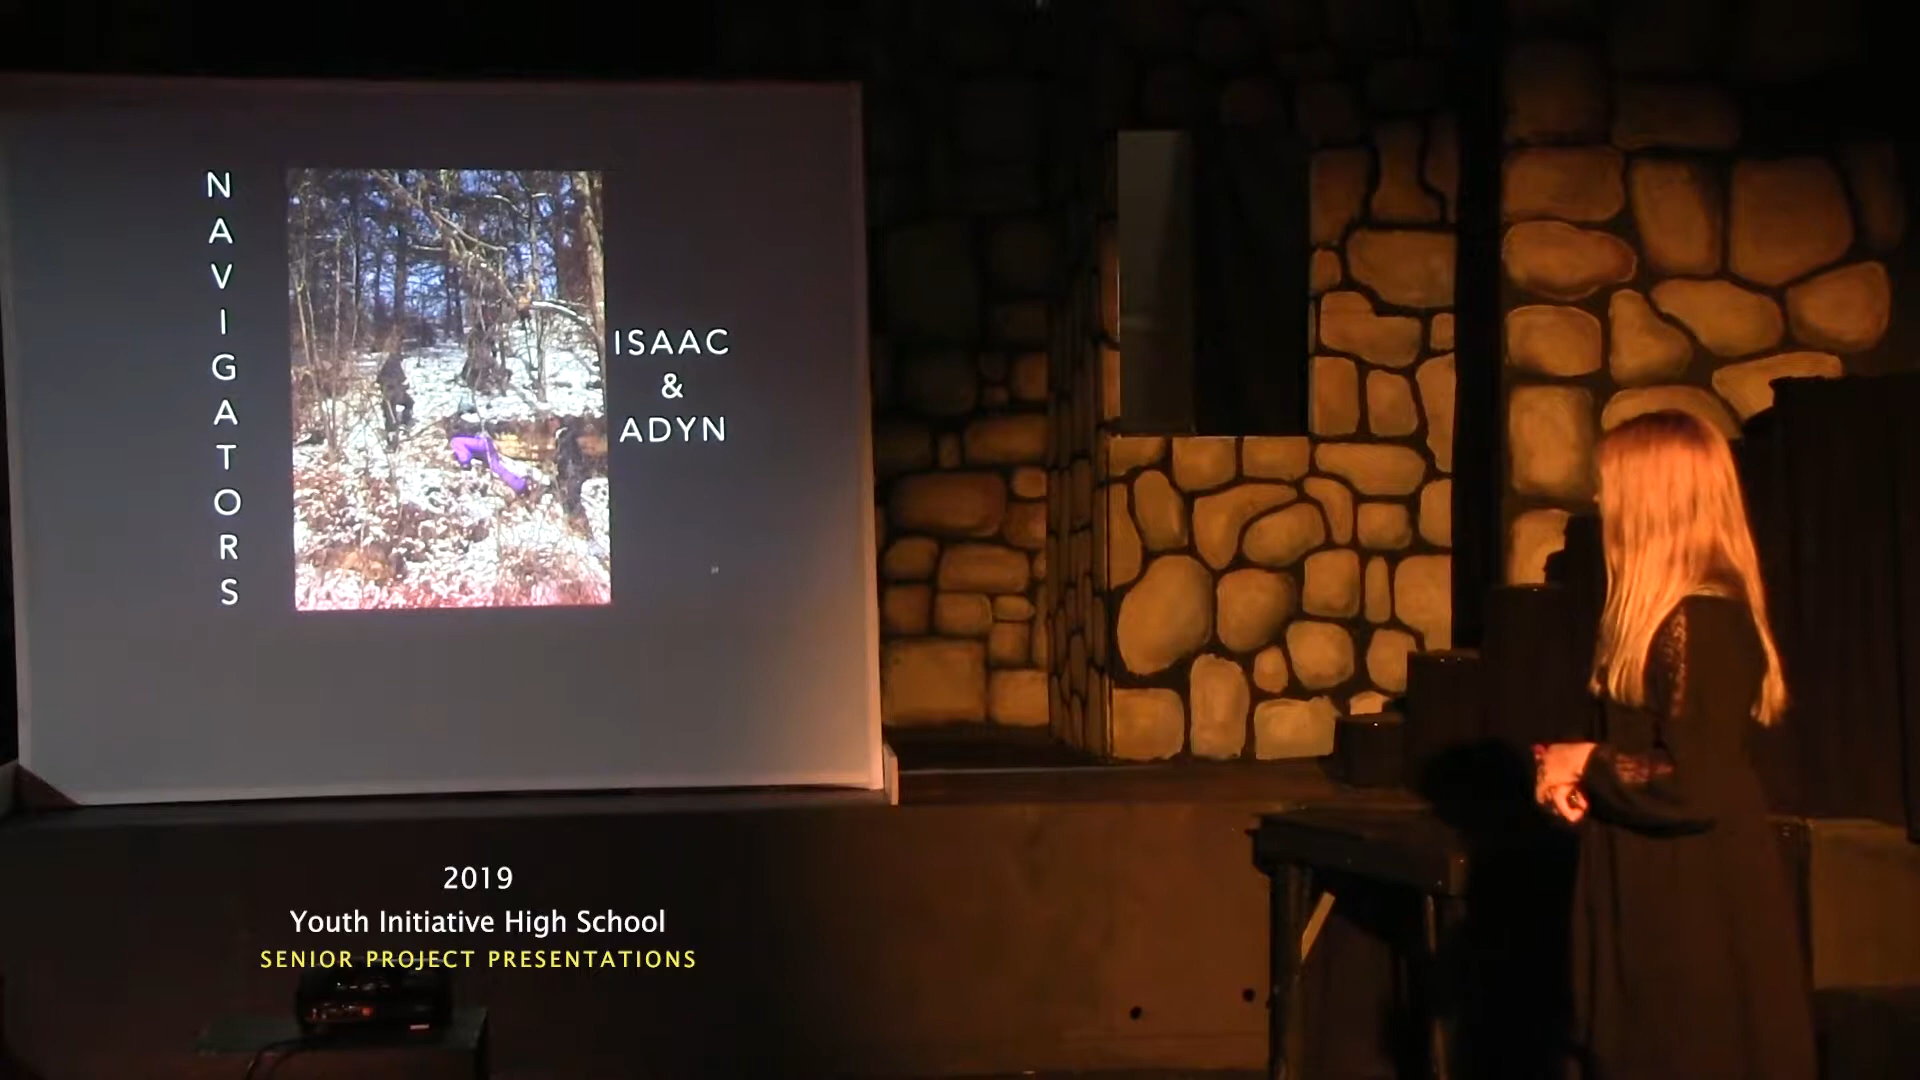 NAVIGATORS
ISAAC
&
ADYN
2019
Youth Initiative High School
SENIOR PROJECT PRESENTATIONS